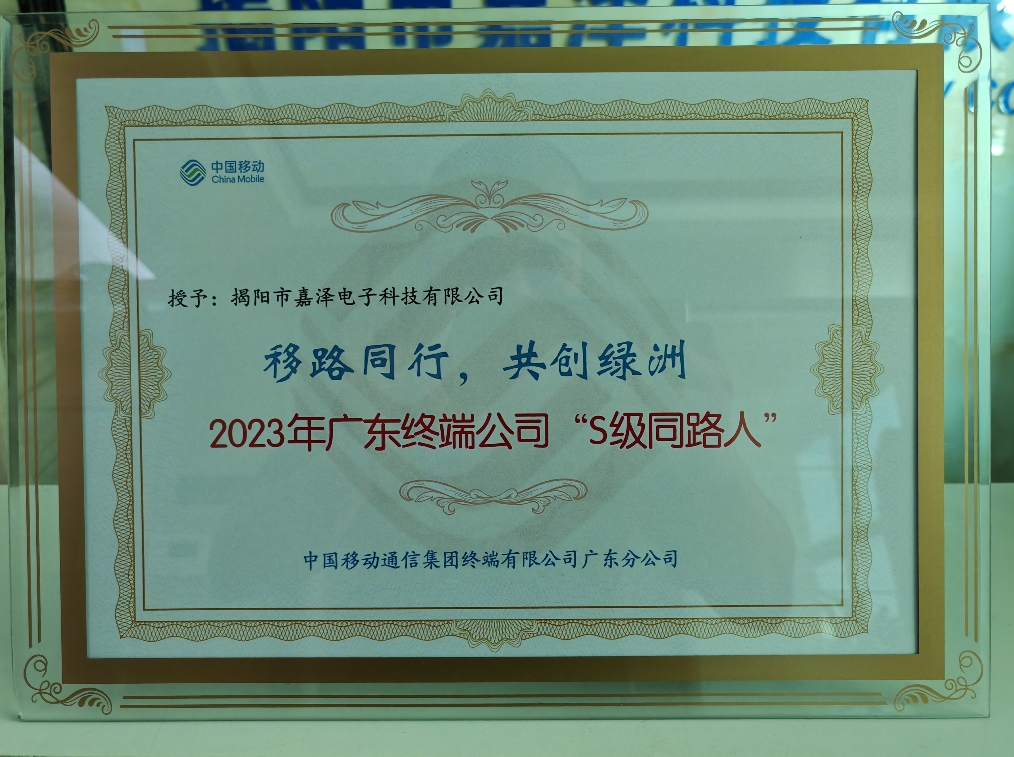 中国移动
China Mobile
授予：揭阳市嘉泽电子科技有限公司
移路同行，共创绿洲
2023年广东终端公司“S级同路人”
中国移动通信集团终端有限公司广东分公司